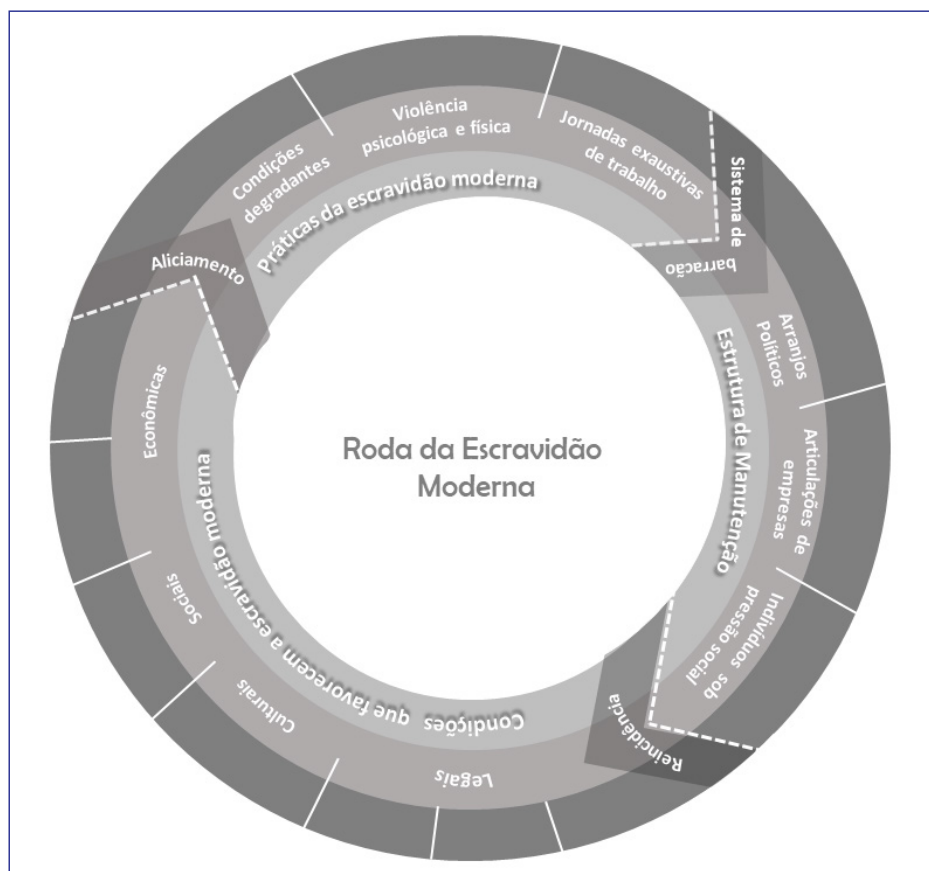 Violência
psicológica e física
Jornadas exaustivas
de trabalho
Condições
degradantes
Práticas da escravidão moderna
Sistema de
barracão
Aliciamento
Arranjos
Políticos
Estrutura de Manutenção
Articulações de
empresas
Indivíduos sob
pressão social
Reincidência
Econômicas
Sociais
Culturais
Legais
Condições que favorecem a escravidão moderna
Roda da Escravidão
Moderna